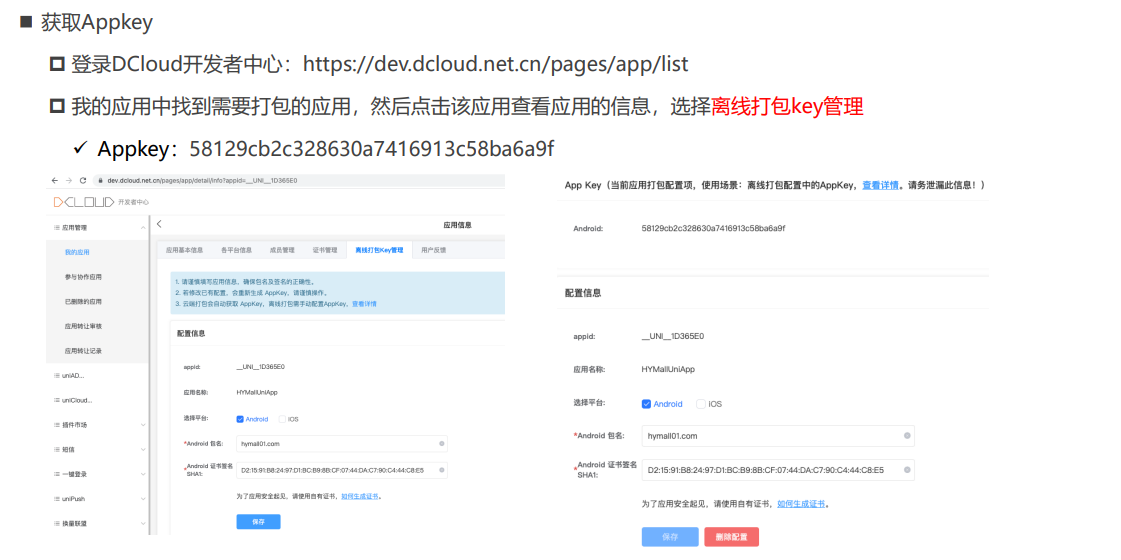 获取Appkey
登录DCloud开发者中心：https://dev.dcloud.net.cn/pages/app/list
我的应用中找到需要打包的应用，然后点击该应用查看应用的信息，选择离线打包key管理
Appkey：58129cb2c328630a7416913c58ba6a9f
dev.dcloud.net.cn/pages/app/detail/info?appid=__UNI__1D365E0
DCLOUD 开发者中心
应用管理
我的应用
参与协作应用
已删除的应用
应用转让审核
应用转让记录
uniAD...
uniCloud...
插件市场
短信
一键登录
uniPush
换量联盟
应用信息
应用基本信息 各平台信息 成员管理 证书管理 离线打包Key管理 用户反馈
1. 请谨慎填写应用信息，确保包名及签名的正确性。
2. 若修改已有配置，会重新生成 AppKey，请谨慎操作。
3. 云端打包会自动获取 AppKey，离线打包需手动配置AppKey，查看详情
配置信息
appid: __UNI__1D365E0
应用名称: HYMallUniApp
选择平台: Android IOS
*Android 包名: hymall01.com
*Android 证书签名 SHA1: D2:15:91:B8:24:97:D1:BC:B9:8B:CF:07:44:DA:C7:90:C4:44:C8:E5
为了应用安全起见，请使用自有证书，如何生成证书。
保存
App Key（当前应用打包配置项，使用场景：离线打包配置中的AppKey，查看详情。请务泄漏此信息！）
Android: 58129cb2c328630a7416913c58ba6a9f
配置信息
appid: __UNI__1D365E0
应用名称: HYMallUniApp
选择平台: Android IOS
*Android 包名: hymall01.com
*Android 证书签名
SHA1: D2:15:91:B8:24:97:D1:BC:B9:8B:CF:07:44:DA:C7:90:C4:44:C8:E5
为了应用安全起见，请使用自有证书，如何生成证书。
保存 删除配置